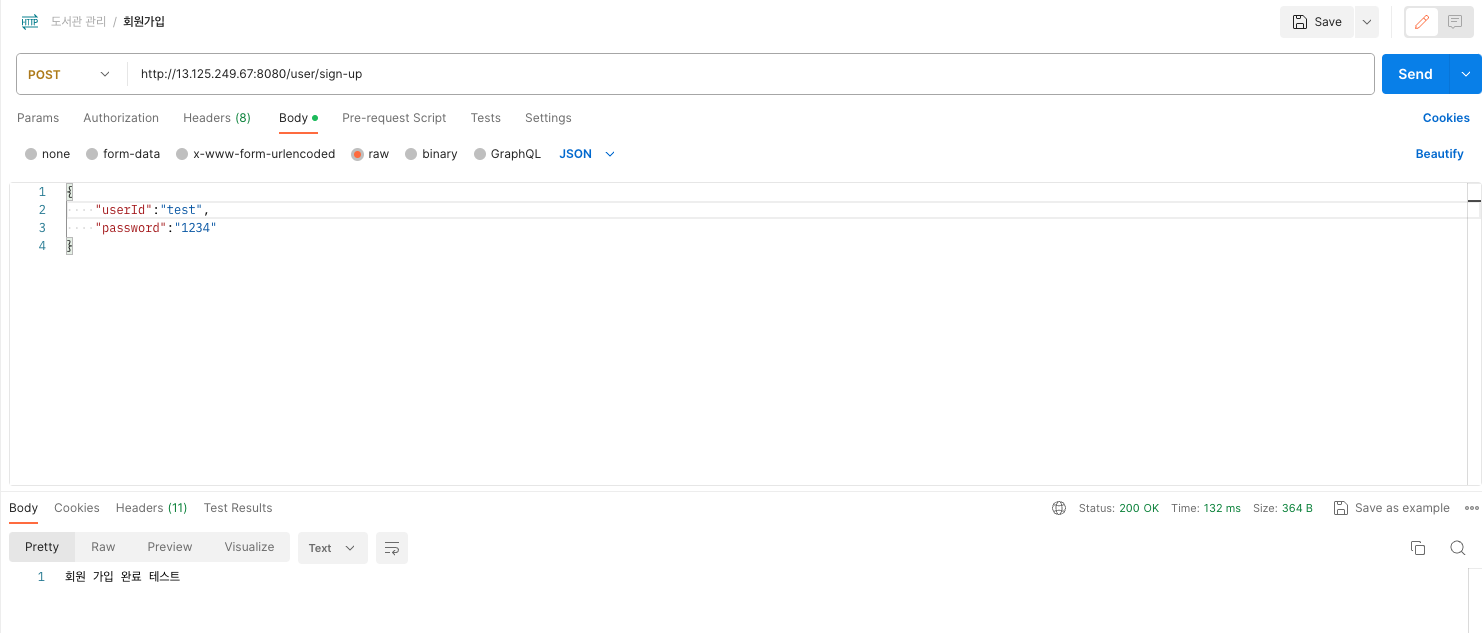 HTTP 도서관 관리 / 회원가입 Save
POST http://13.125.249.67:8080/user/sign-up Send
Params Authorization Headers (8) Body Pre-request Script Tests Settings Cookies
none form-data x-www-form-urlencoded raw binary GraphQL JSON Beautify
1 {
2 "userId":"test",
3 "password":"1234"
4 }
Body Cookies Headers (11) Test Results Status: 200 OK Time: 132 ms Size: 364 B Save as example
Pretty Raw Preview Visualize Text
1 회원 가입 완료 테스트